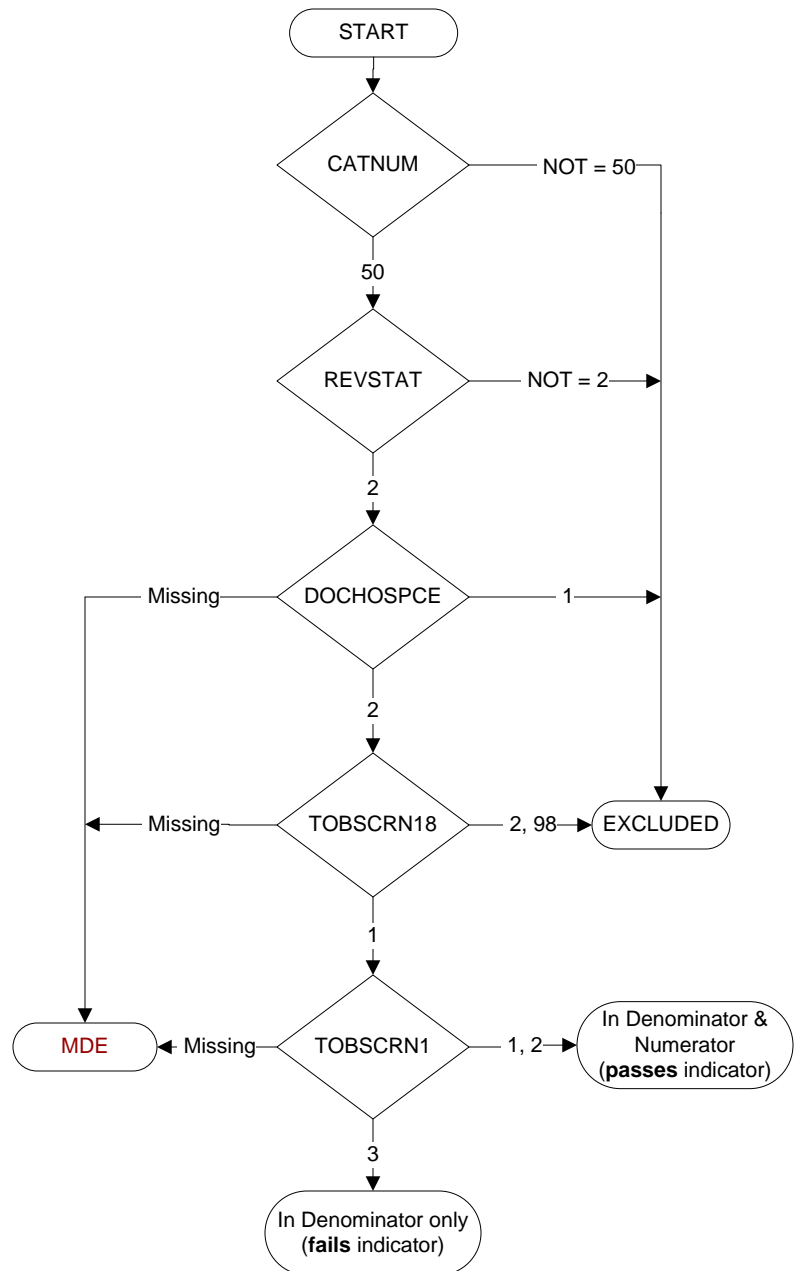 START
CATNUM
NOT = 50
50
REVSTAT
NOT = 2
2
Missing
DOCHOSPCE
1
2
Missing
TOBSCRN18
2, 98
EXCLUDED
1
MDE
Missing
TOBSCRN1
1, 2
In Denominator &
Numerator
(passes indicator)
3
In Denominator only
(fails indicator)